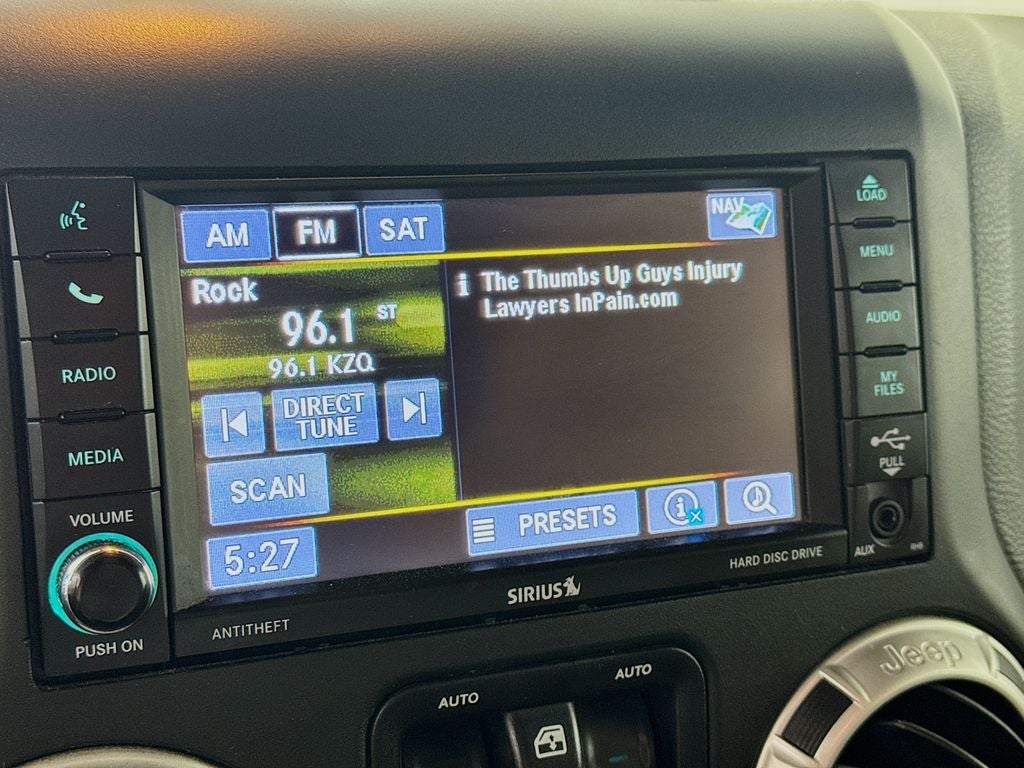 LOAD
AM
FM
SAT
NAV
MENU
Rock
i The Thumbs Up Guys Injury
Lawyers InPain.com
96.1 ST
96.1 KZQ
AUDIO
RADIO
DIRECT
TUNE
MY
FILES
MEDIA
SCAN
PULL
VOLUME
PRESETS
5:27
AUX
RHB
HARD DISC DRIVE
SIRIUS
ANTITHEFT
PUSH ON
Jeep
AUTO
AUTO